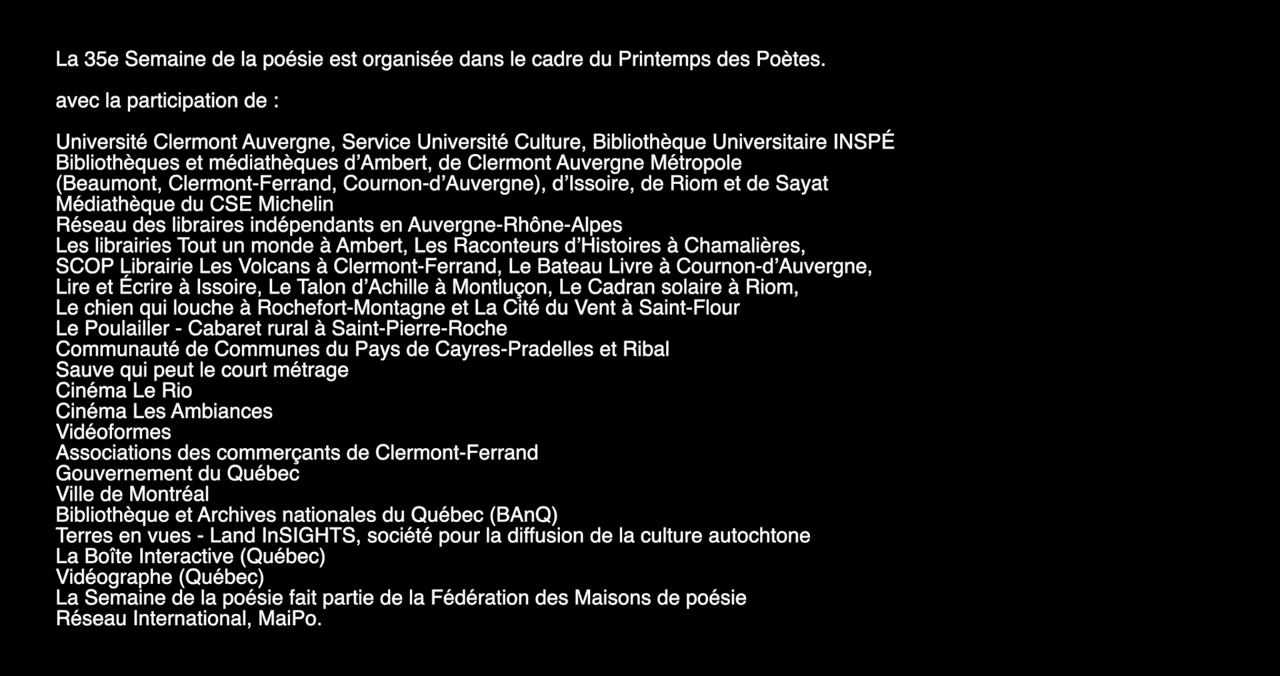 La 35e Semaine de la poésie est organisée dans le cadre du Printemps des Poètes.
avec la participation de :
Université Clermont Auvergne, Service Université Culture, Bibliothèque Universitaire INSPÉ
Bibliothèques et médiathèques d’Ambert, de Clermont Auvergne Métropole
(Beaumont, Clermont-Ferrand, Cournon-d’Auvergne), d’Issoire, de Riom et de Sayat
Médiathèque du CSE Michelin
Réseau des libraires indépendants en Auvergne-Rhône-Alpes
Les librairies Tout un monde à Ambert, Les Raconteurs d’Histoires à Chamalières,
SCOP Librairie Les Volcans à Clermont-Ferrand, Le Bateau Livre à Cournon-d’Auvergne,
Lire et Écrire à Issoire, Le Talon d’Achille à Montluçon, Le Cadran solaire à Riom,
Le chien qui louche à Rochefort-Montagne et La Cité du Vent à Saint-Flour
Le Poulailler - Cabaret rural à Saint-Pierre-Roche
Communauté de Communes du Pays de Cayres-Pradelles et Ribal
Sauve qui peut le court métrage
Cinéma Le Rio
Cinéma Les Ambiances
Vidéoformes
Associations des commerçants de Clermont-Ferrand
Gouvernement du Québec
Ville de Montréal
Bibliothèque et Archives nationales du Québec (BAnQ)
Terres en vues - Land InSIGHTS, société pour la diffusion de la culture autochtone
La Boîte Interactive (Québec)
Vidéographe (Québec)
La Semaine de la poésie fait partie de la Fédération des Maisons de poésie
Réseau International, MaiPo.